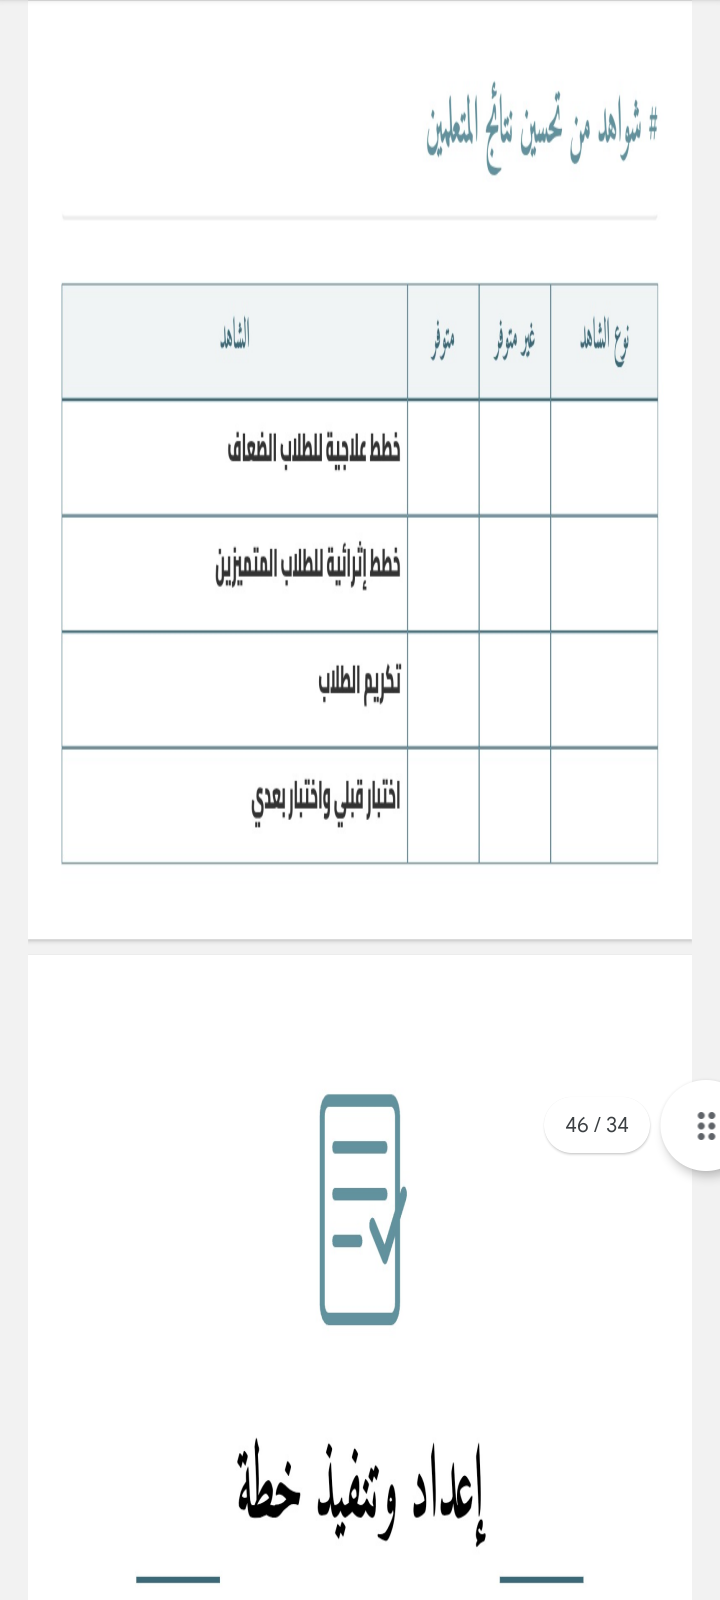 # شواهد من تحسين نتائج المتعلمين
نوع الشاهد غير متوفر متوفر الشاهد
خطط علاجية للطلاب الضعاف
خطط إثرائية للطلاب المتميزين
تكريم الطلاب
اختبار قبلي واختبار بعدي
46 / 34
إعداد وتنفيذ خطة